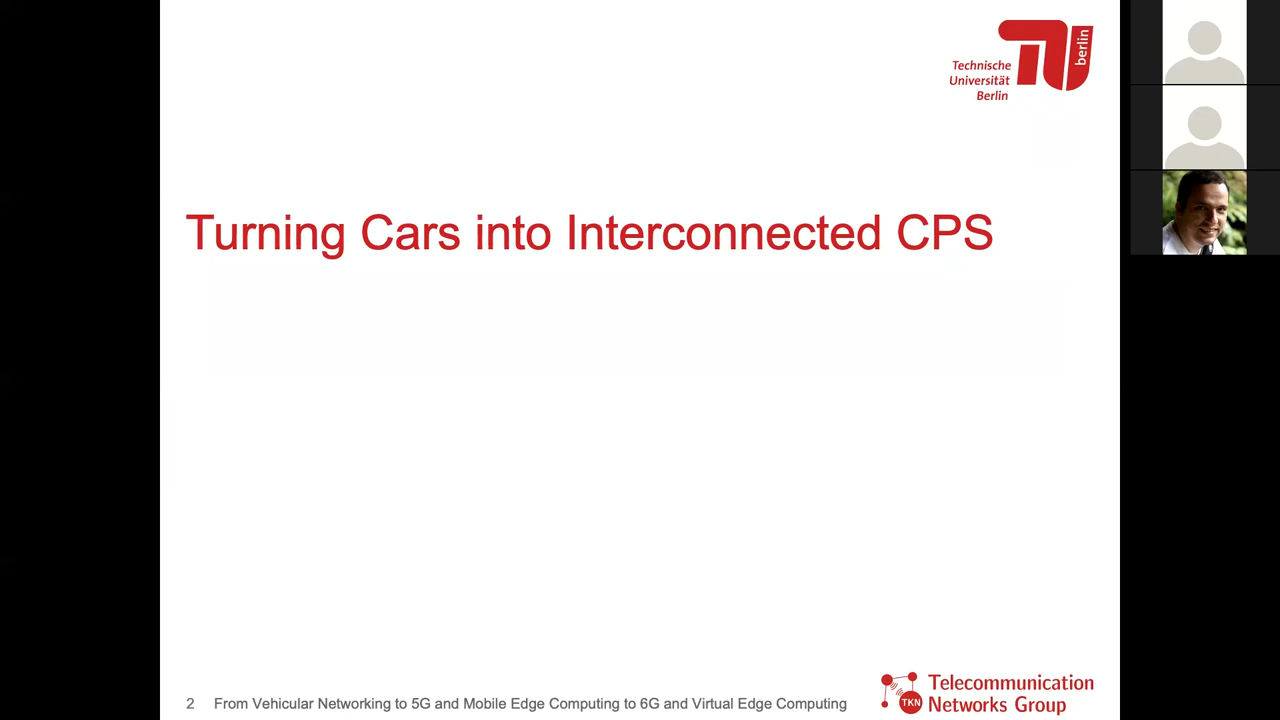 Technische
Universität
Berlin
berlin
Turning Cars into Interconnected CPS
2 From Vehicular Networking to 5G and Mobile Edge Computing to 6G and Virtual Edge Computing
TKN
Telecommunication
Networks Group